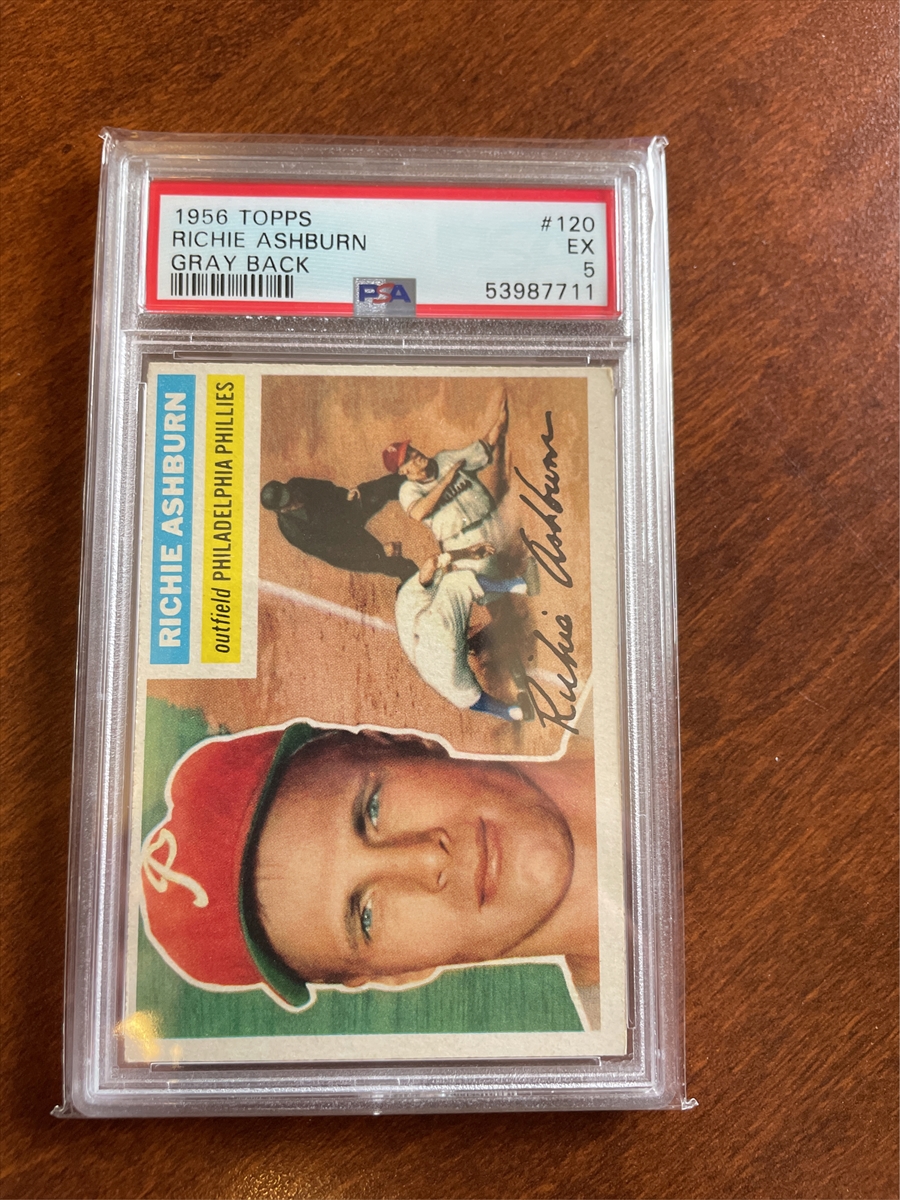 1956 TOPPS #120
RICHIE ASHBURN EX
GRAY BACK 5
PSA 53987711
RICHIE ASHBURN
outfield PHILADELPHIA PHILLIES
Richie Ashburn
P